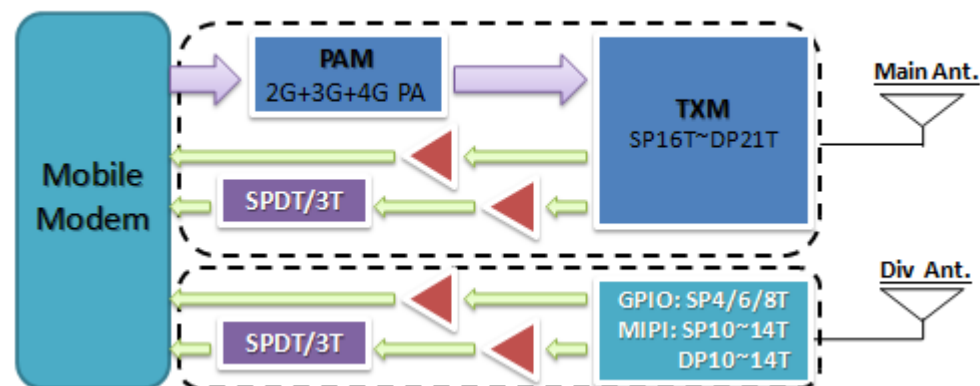 Mobile
Modem
PAM
2G+3G+4G PA
TXM
SP16T~DP21T
Main Ant.
SPDT/3T
Div Ant.
GPIO: SP4/6/8T
MIPI: SP10~14T
DP10~14T
SPDT/3T